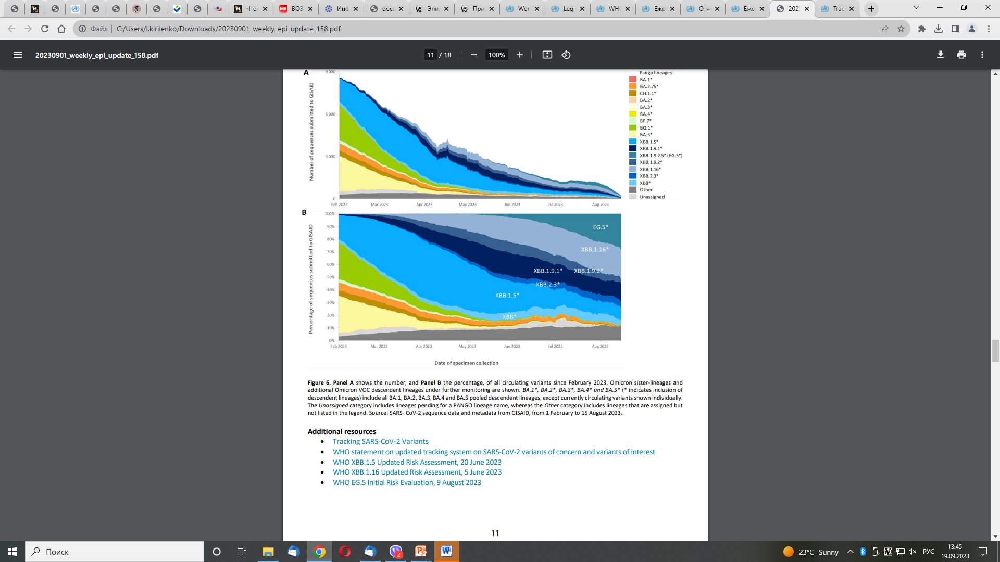 Чте
ВОЗ
Инф
docs
Эпи
При
Wor
Legi
WHO
Еже
Отч
Еже
202
Trac
Файл
C:/Users/l.kirilenko/Downloads/20230901_weekly_epi_update_158.pdf
20230901_weekly_epi_update_158.pdf
11 / 18
100%
A
Number of sequences submitted to GISAID
9 000
6 000
3 000
0
Feb 2023 Mar 2023 Apr 2023 May 2023 Jun 2023 Jul 2023 Aug 2023
Pango lineages
BA.1*
BA.2.75*
CH.1.1*
BA.2*
BA.3*
BA.4*
BF.7*
BQ.1*
BA.5*
XBB.1.5*
XBB.1.9.1*
XBB.1.9.2.5* (EG.5*)
XBB.1.9.2*
XBB.1.16*
XBB.2.3*
XBB*
Other
Unassigned
B
Percentage of sequences submitted to GISAID
100%
90%
80%
70%
60%
50%
40%
30%
20%
10%
0%
EG.5*
XBB.1.16*
XBB.1.9.1*
XBB.1.9.2*
XBB.2.3*
XBB.1.5*
XBB*
Feb 2023 Mar 2023 Apr 2023 May 2023 Jun 2023 Jul 2023 Aug 2023
Date of specimen collection
Figure 6. Panel A shows the number, and Panel B the percentage, of all circulating variants since February 2023. Omicron sister-lineages and
additional Omicron VOC descendent lineages under further monitoring are shown. BA.1*, BA.2*, BA.3*, BA.4* and BA.5* (* indicates inclusion of
descendent lineages) include all BA.1, BA.2, BA.3, BA.4 and BA.5 pooled descendent lineages, except currently circulating variants shown individually.
The Unassigned category includes lineages pending for a PANGO lineage name, whereas the Other category includes lineages that are assigned but
not listed in the legend. Source: SARS- CoV-2 sequence data and metadata from GISAID, from 1 February to 15 August 2023.
Additional resources
• Tracking SARS-CoV-2 Variants
• WHO statement on updated tracking system on SARS-CoV-2 variants of concern and variants of interest
• WHO XBB.1.5 Updated Risk Assessment, 20 June 2023
• WHO XBB.1.16 Updated Risk Assessment, 5 June 2023
• WHO EG.5 Initial Risk Evaluation, 9 August 2023
11
Поиск
2
23°C Sunny
РУС
13:45
19.09.2023